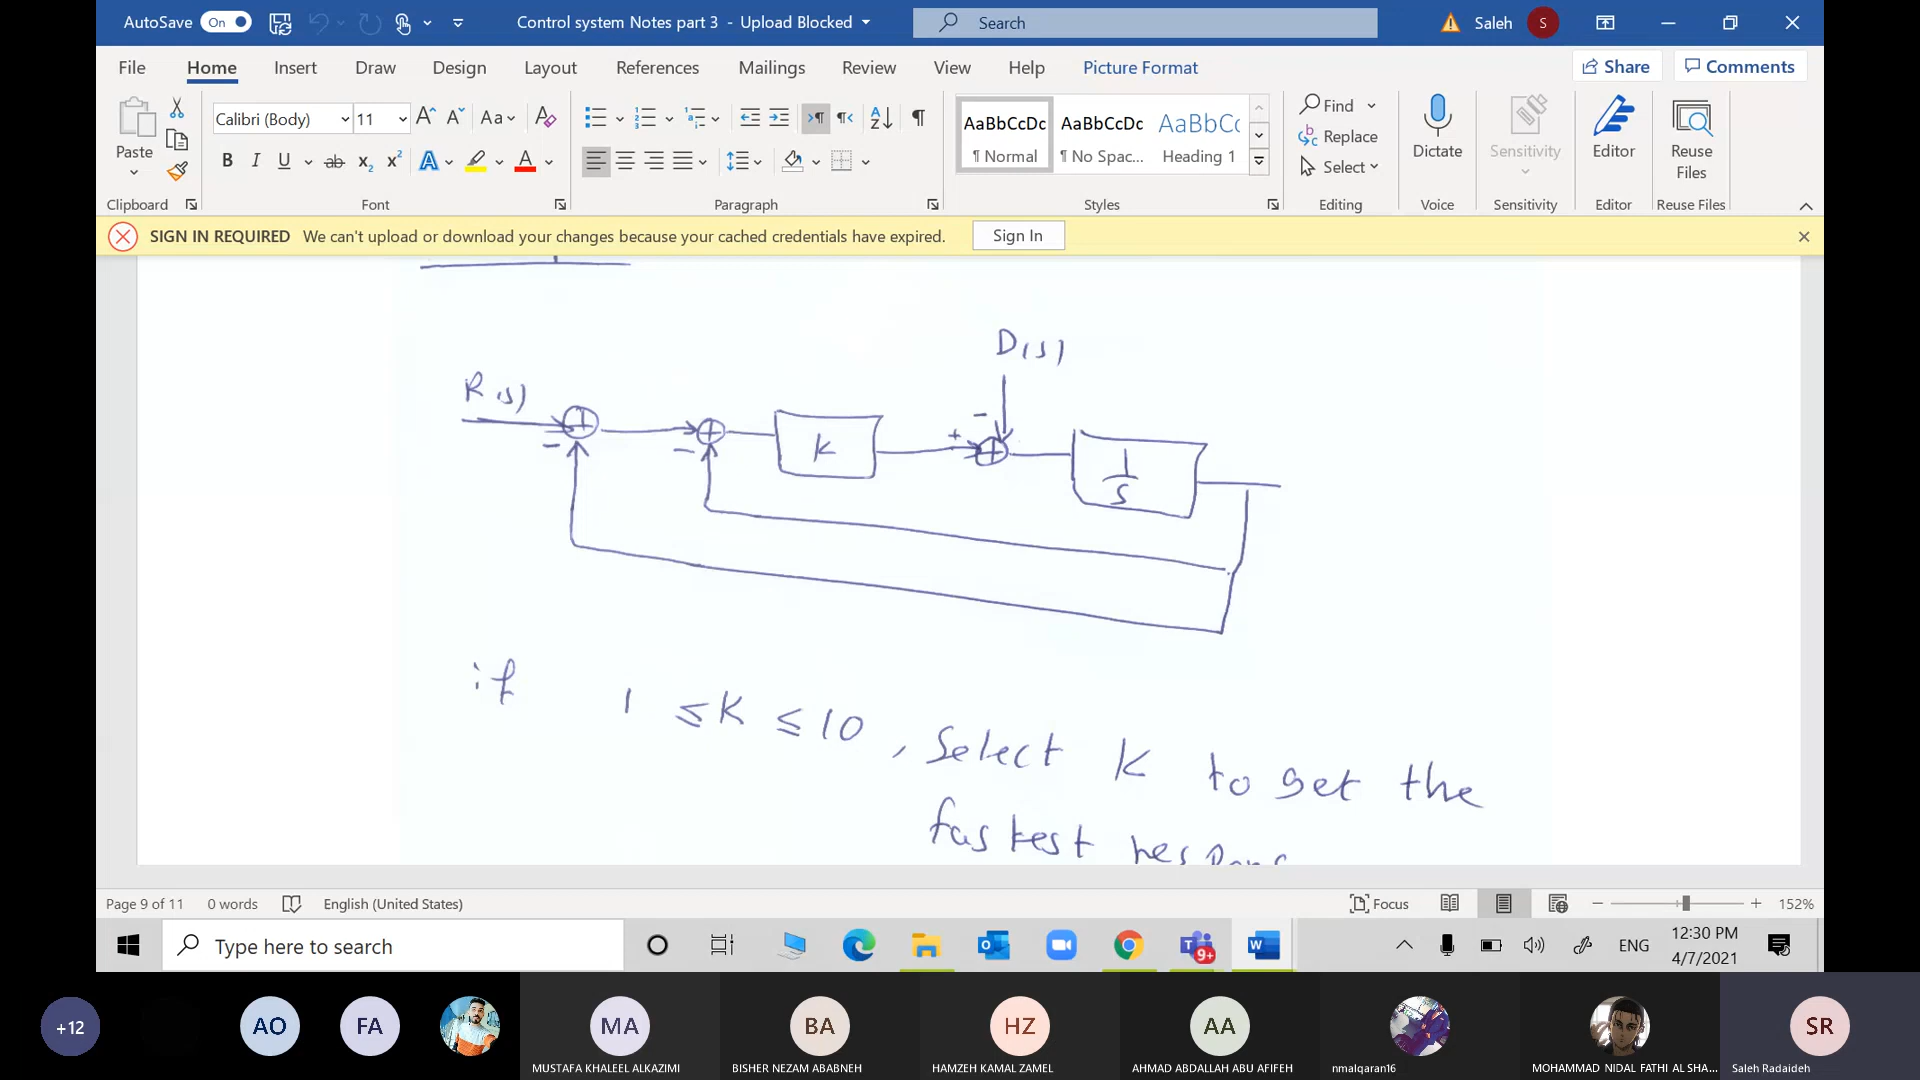 AutoSave On Control system Notes part 3 - Upload Blocked Search Saleh S
File Home Insert Draw Design Layout References Mailings Review View Help Picture Format Share Comments
Calibri (Body) 11 Aa
AaBbCcDc AaBbCcDc AaBbCc
¶ Normal ¶ No Spac... Heading 1
Find
Replace
Select
Paste
Dictate Sensitivity Editor Reuse Files
Clipboard Font Paragraph Styles Editing Voice Sensitivity Editor Reuse Files
SIGN IN REQUIRED We can't upload or download your changes because your cached credentials have expired. Sign In
D(s)
R(s)
- - K + - 1/s
if 1 ≤ K ≤ 10, Select K to get the
fastest respons
Page 9 of 11 0 words English (United States) Focus 152%
Type here to search 9+ ENG 12:30 PM
4/7/2021
+12 AO FA MA BA HZ AA SR
MUSTAFA KHALEEL ALKAZIMI BISHER NEZAM ABABNEH HAMZEH KAMAL ZAMEL AHMAD ABDALLAH ABU AFIFEH nmalqaran16 MOHAMMAD NIDAL FATHI AL SHA... Saleh Radaideh